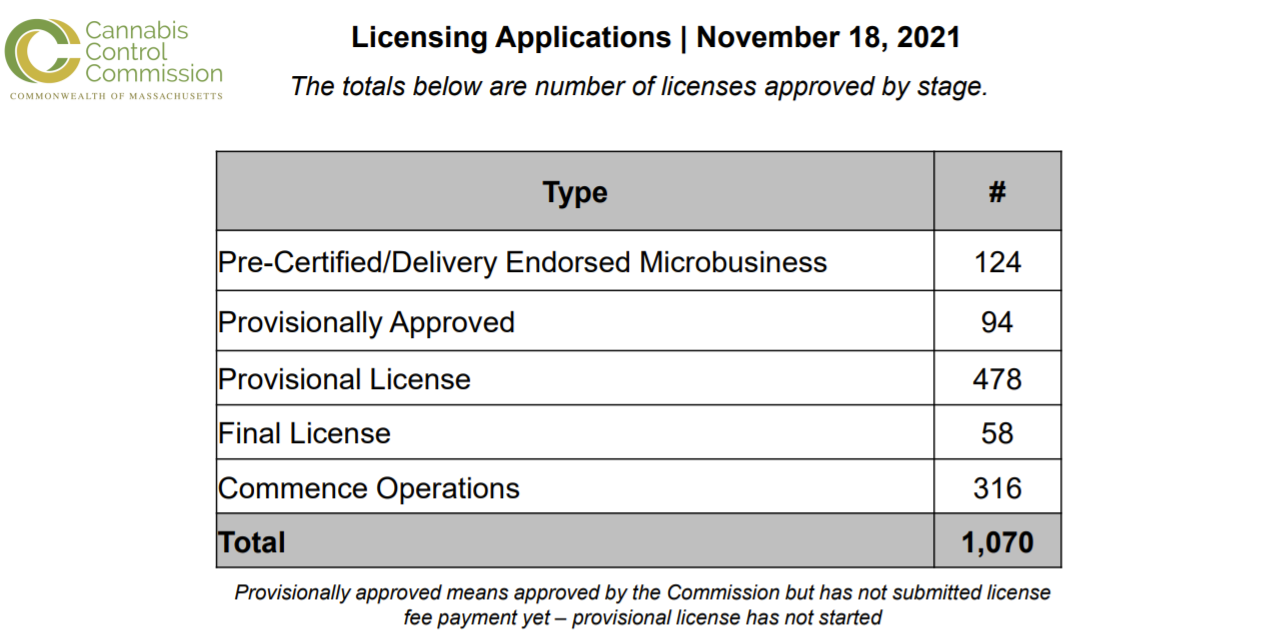 Cannabis
Control
Commission
COMMONWEALTH OF MASSACHUSETTS
Licensing Applications | November 18, 2021
The totals below are number of licenses approved by stage.
Type #
Pre-Certified/Delivery Endorsed Microbusiness 124
Provisionally Approved 94
Provisional License 478
Final License 58
Commence Operations 316
Total 1,070
Provisionally approved means approved by the Commission but has not submitted license
fee payment yet – provisional license has not started